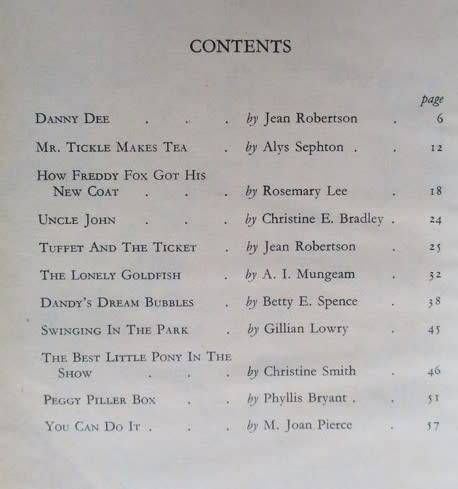 CONTENTS
page
DANNY DEE . . . by Jean Robertson . 6
MR. TICKLE MAKES TEA . by Alys Sephton . . 12
HOW FREDDY FOX GOT HIS
NEW COAT . . . by Rosemary Lee . 18
UNCLE JOHN . . . by Christine E. Bradley . 24
TUFFET AND THE TICKET . by Jean Robertson . 25
THE LONELY GOLDFISH . by A. I. Mungeam . 32
DANDY'S DREAM BUBBLES . by Betty E. Spence . 38
SWINGING IN THE PARK . by Gillian Lowry . 45
THE BEST LITTLE PONY IN THE
SHOW . . . by Christine Smith . 46
PEGGY PILLER BOX . . by Phyllis Bryant . . 51
YOU CAN DO IT . . . by M. Joan Pierce . 57